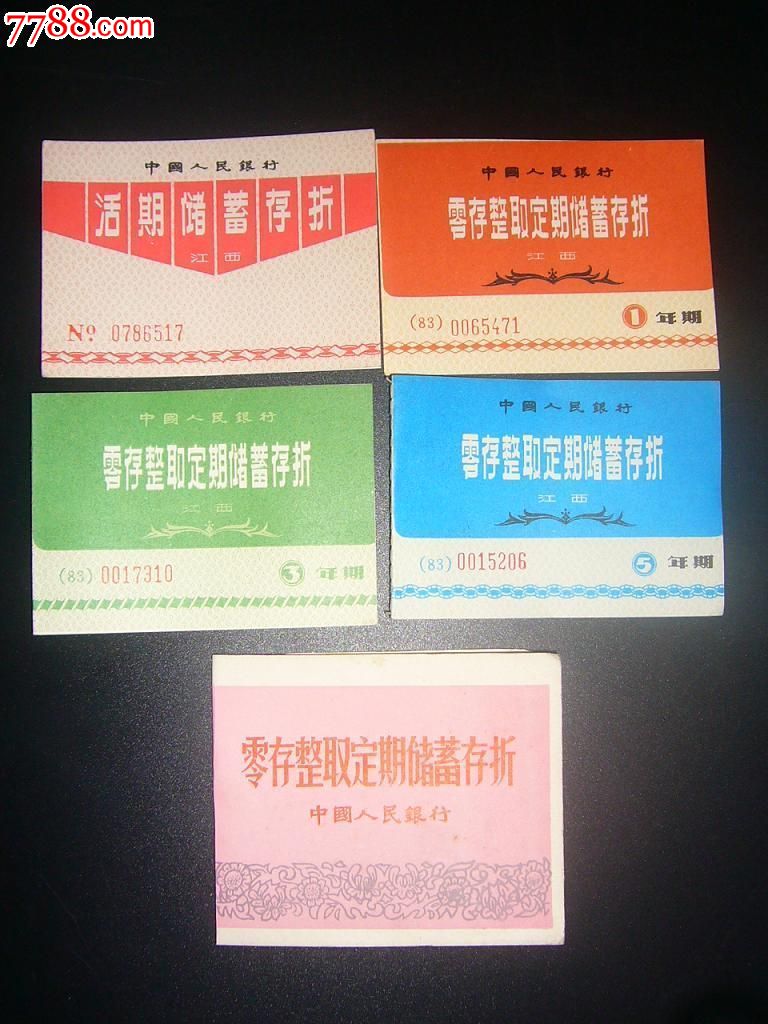 7788.com
中國人民銀行
活期储蓄存折
江西
Nº 0786517
中國人民銀行
零存整取定期储蓄存折
江西
(83) 0065471
1 年期
中國人民銀行
零存整取定期储蓄存折
江西
(83) 0017310
3 年期
中國人民銀行
零存整取定期储蓄存折
江西
(83) 0015206
5 年期
零存整取定期储蓄存折
中國人民銀行